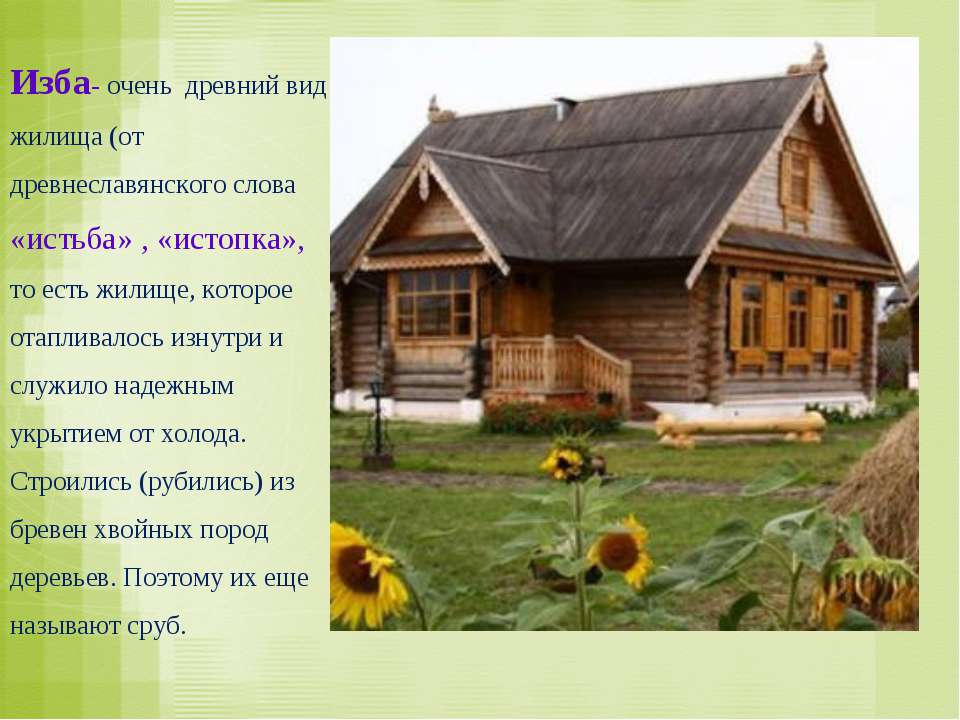 Изба- очень древний вид
жилища (от
древнеславянского слова
«истьба» , «истопка»,
то есть жилище, которое
отапливалось изнутри и
служило надежным
укрытием от холода.
Строились (рубились) из
бревен хвойных пород
деревьев. Поэтому их еще
называют сруб.